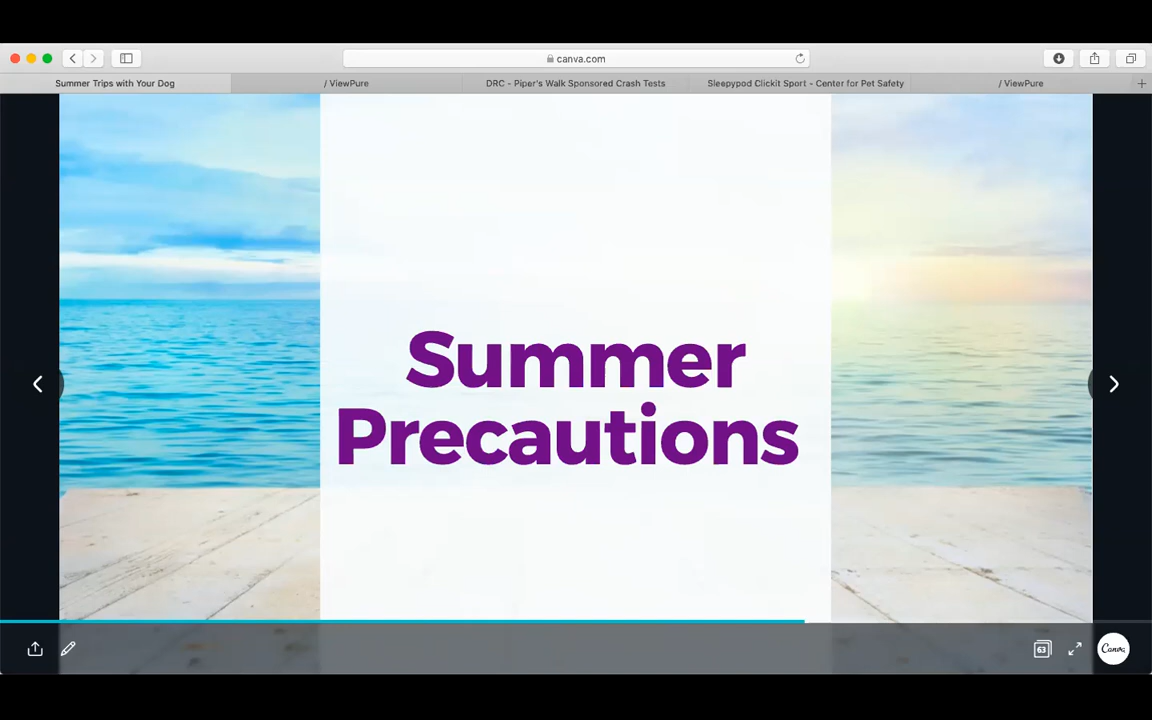 canva.com
Summer Trips with Your Dog
/ ViewPure
DRC - Piper's Walk Sponsored Crash Tests
Sleepypod Clickit Sport - Center for Pet Safety
/ ViewPure
Summer
Precautions
63
Canva